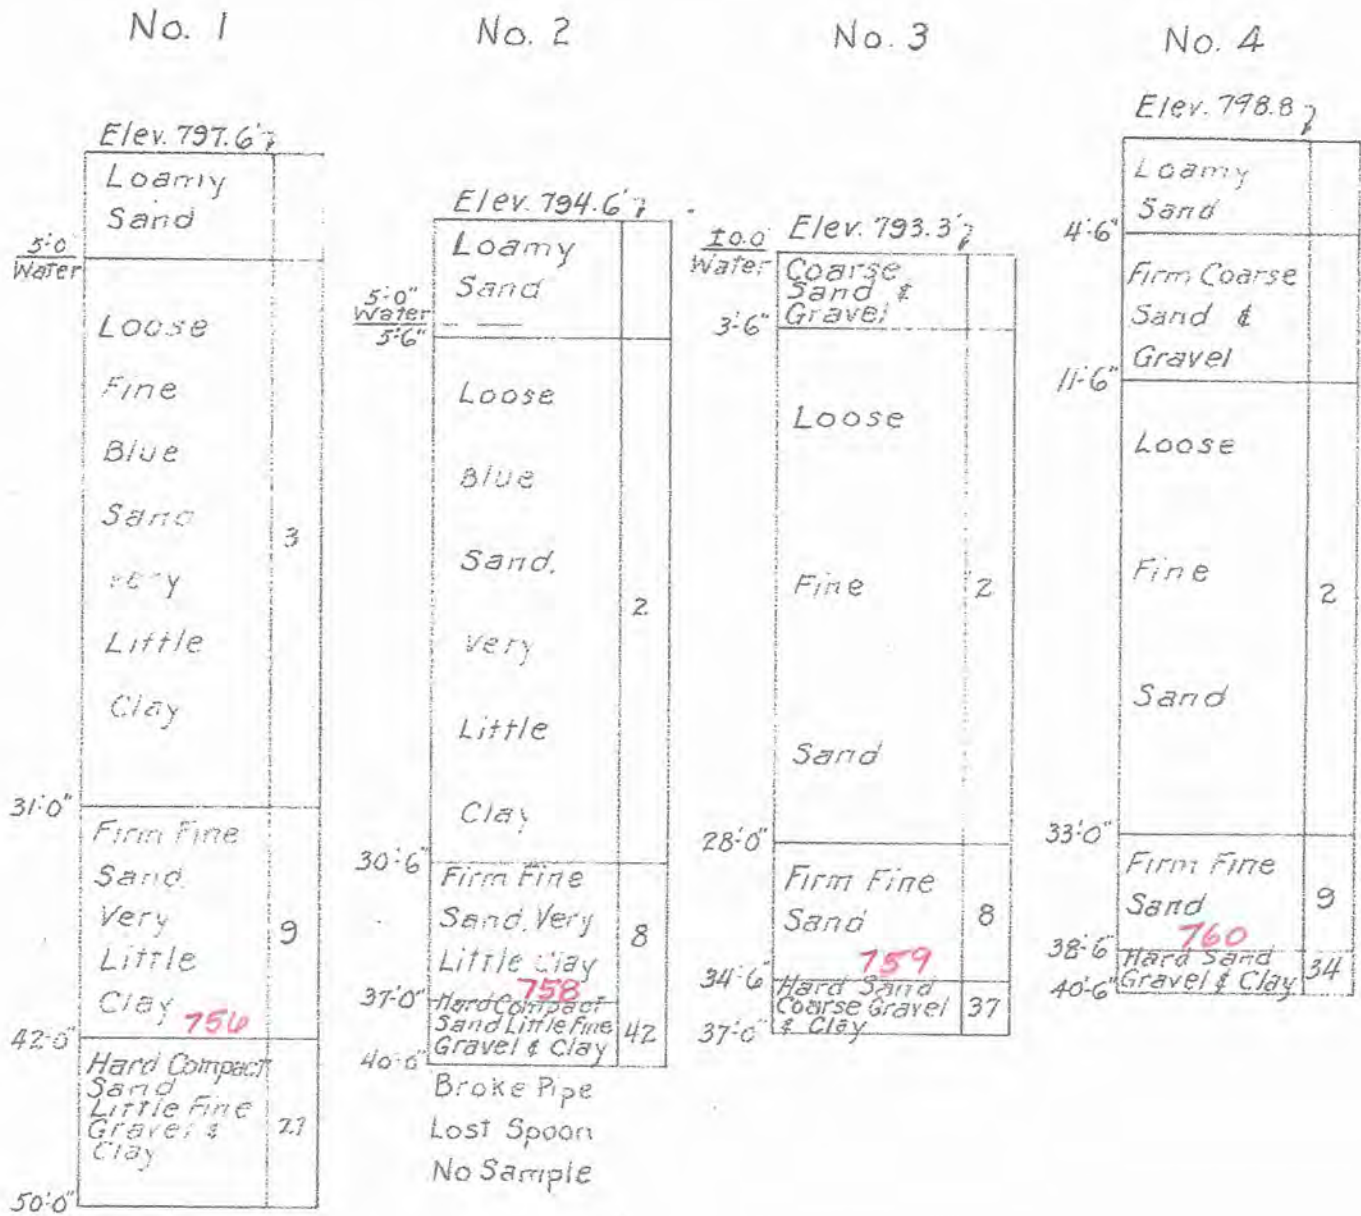 No. 1
Elev. 797.6'
Loamy
Sand
5'-0"
Water
Loose
Fine
Blue
Sand
Little
Clay
3
31'-0"
Firm Fine
Sand.
Very
Little
Clay
756
9
42'-0"
Hard Compact
Sand
Little Fine
Gravel &
Clay
50'-0"
No. 2
Elev. 794.6'
Loamy
Sand
5'-0"
Water
5'-6"
Loose
Blue
Sand.
Very
Little
Clay
2
30'-6"
Firm Fine
Sand. Very
Little Clay
758
8
37'-0"
Hard Compact
Sand Little Fine
Gravel & Clay
42
40'-6"
Broke Pipe
Lost Spoon
No Sample
No. 3
Elev. 793.3'
±0.0
Water
Coarse
Sand &
Gravel
3'-6"
Loose
Fine
Sand
2
28'-0"
Firm Fine
Sand
759
8
34'-6"
Hard Sand
Coarse Gravel
& Clay
37
37'-0"
No. 4
Elev. 798.8
Loamy
Sand
4'-6"
Firm Coarse
Sand &
Gravel
11'-6"
Loose
Fine
Sand
2
33'-0"
Firm Fine
Sand
760
9
38'-6"
Hard Sand
Gravel & Clay
34
40'-6"